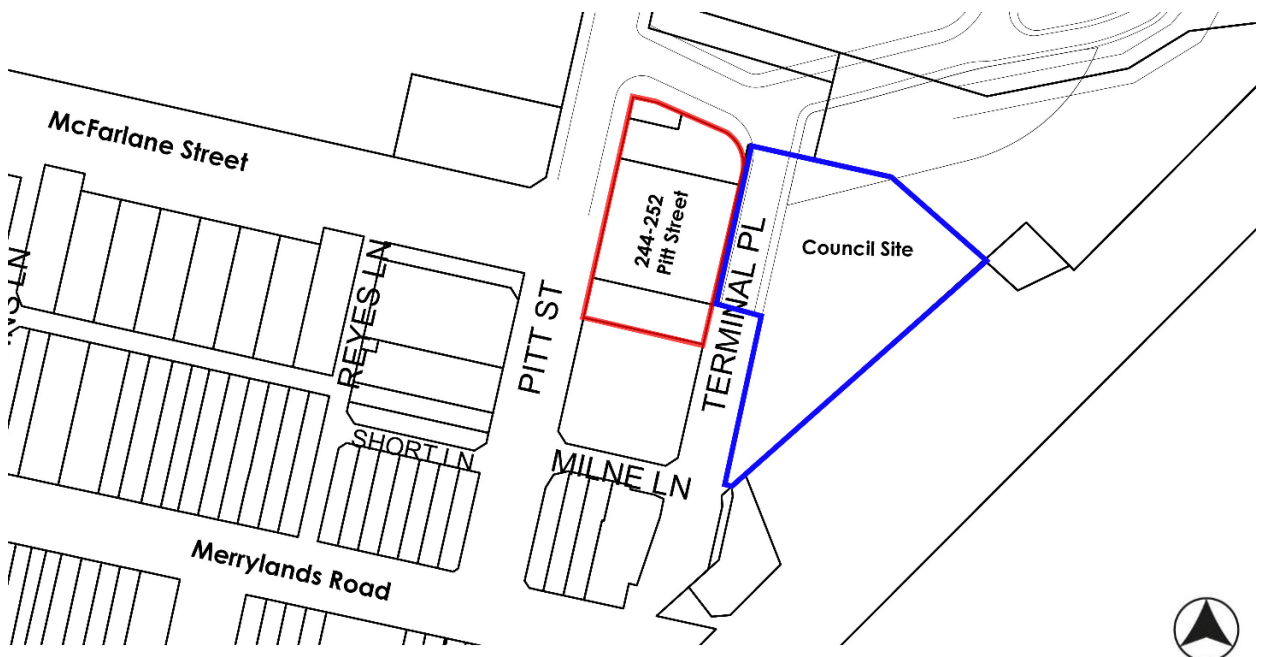 McFarlane Street
244-252
Pitt Street
Council Site
TERMINAL PL
REYES LN
PITT ST
SHORT LN
MILNE LN
Merrylands Road